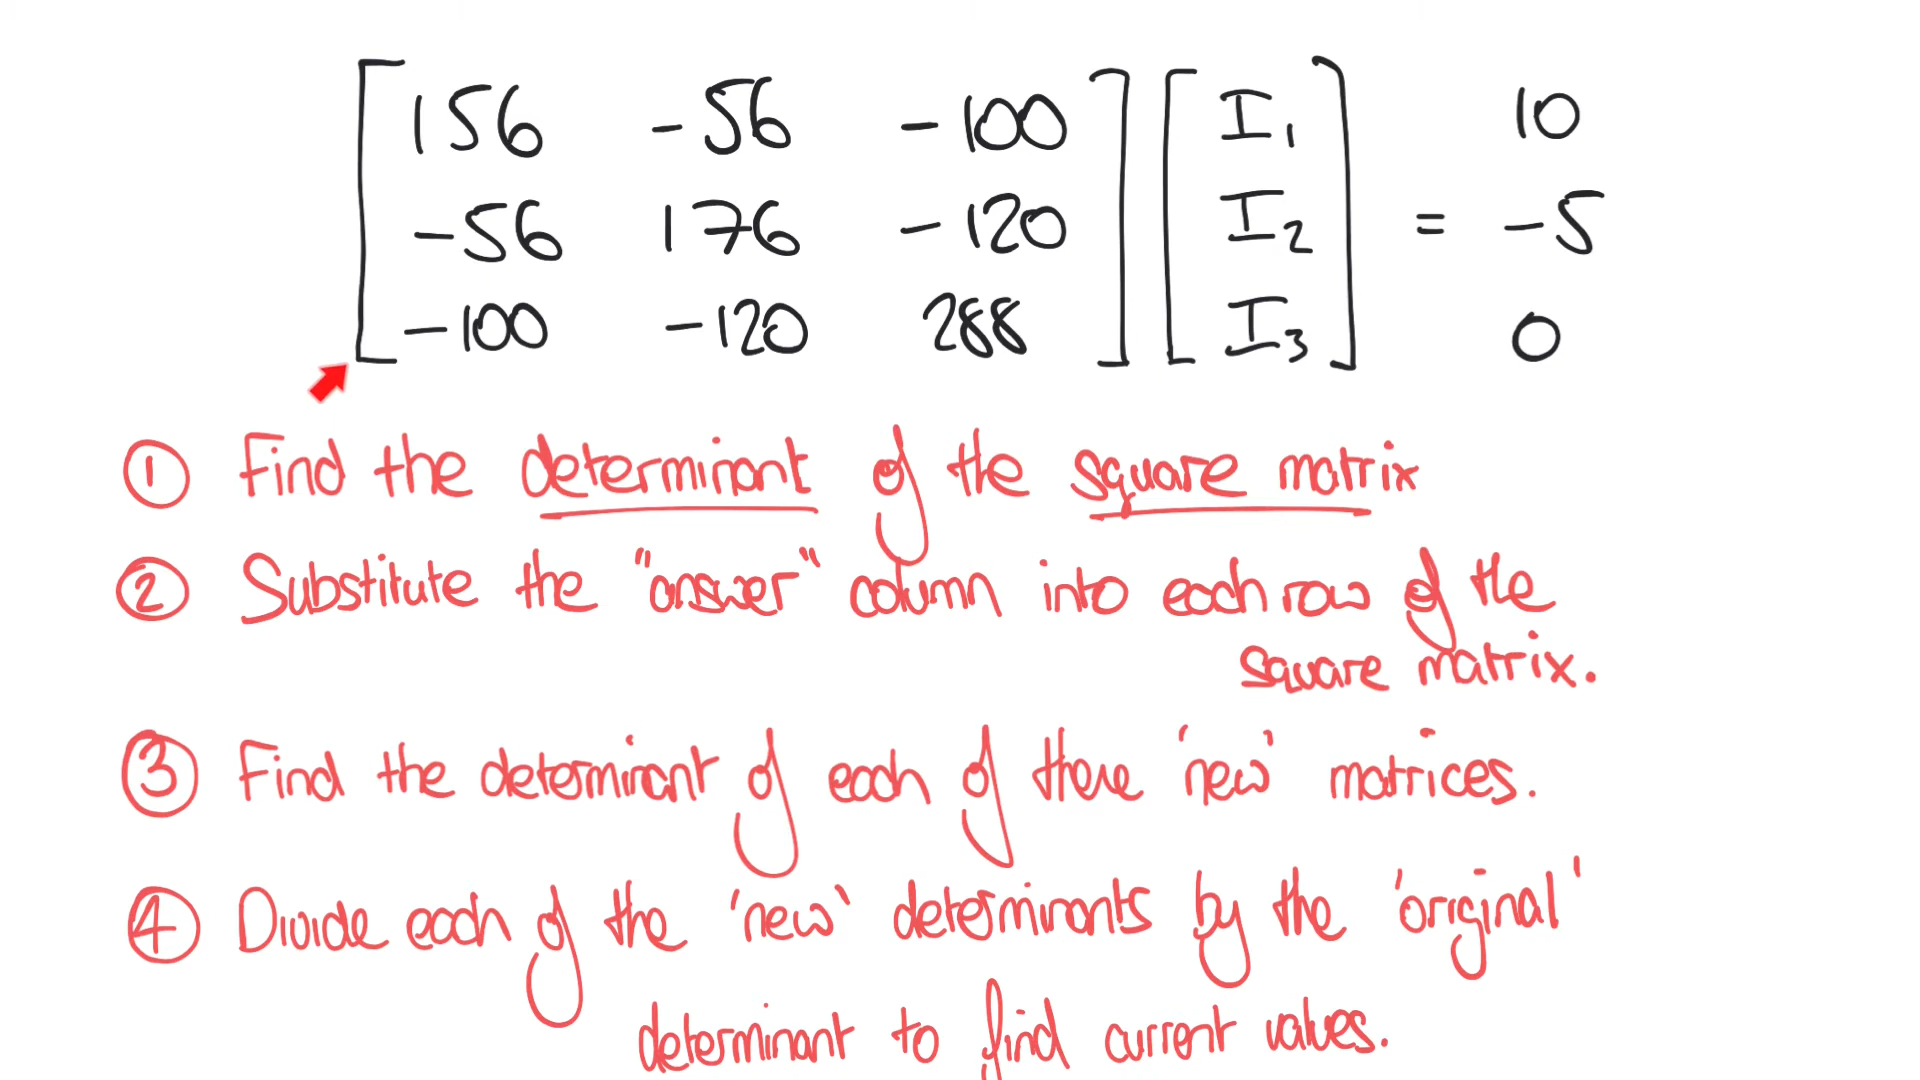 [156 -56 -100] [I1] 10
[-56 176 -120] [I2] = -5
[-100 -120 288] [I3] 0
① Find the determinant of the square matrix
② Substitute the "answer" column into each row of the
square matrix.
③ Find the determinant of each of these 'new' matrices.
④ Divide each of the 'new' determinants by the 'original'
determinant to find current values.